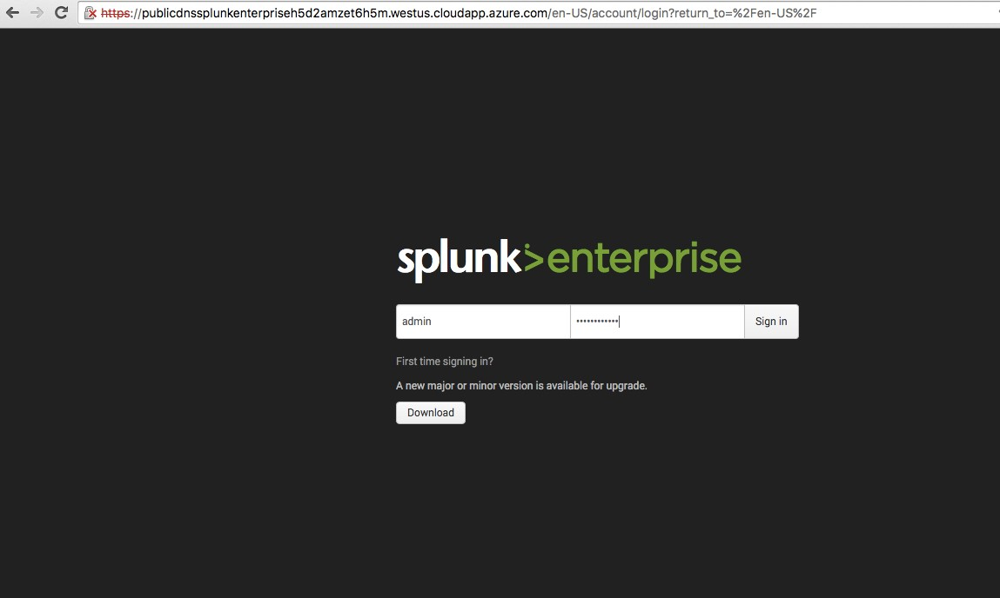 https://publicdnssplunkenterpriseh5d2amzet6h5m.westus.cloudapp.azure.com/en-US/account/login?return_to=%2Fen-US%2F
splunk>enterprise
admin •••••••••••• Sign in
First time signing in?
A new major or minor version is available for upgrade.
Download